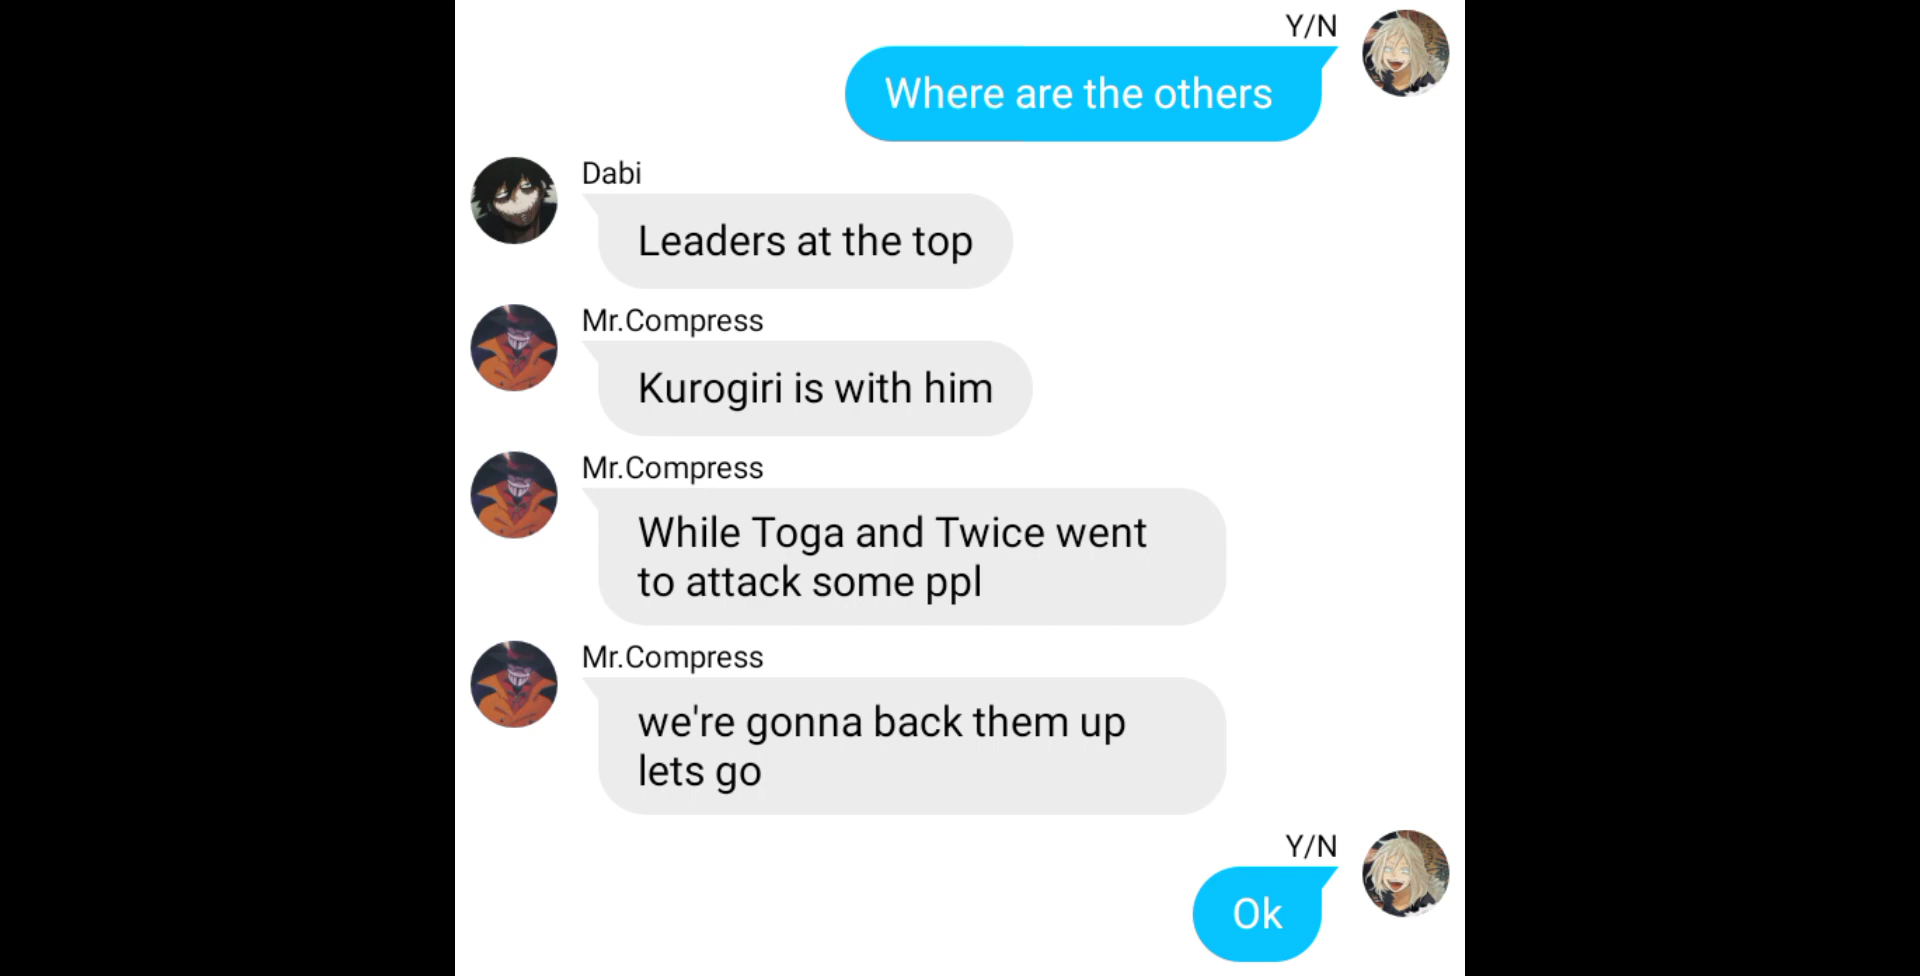 Y/N
Where are the others
Dabi
Leaders at the top
Mr.Compress
Kurogiri is with him
Mr.Compress
While Toga and Twice went
to attack some ppl
Mr.Compress
we're gonna back them up
lets go
Y/N
Ok